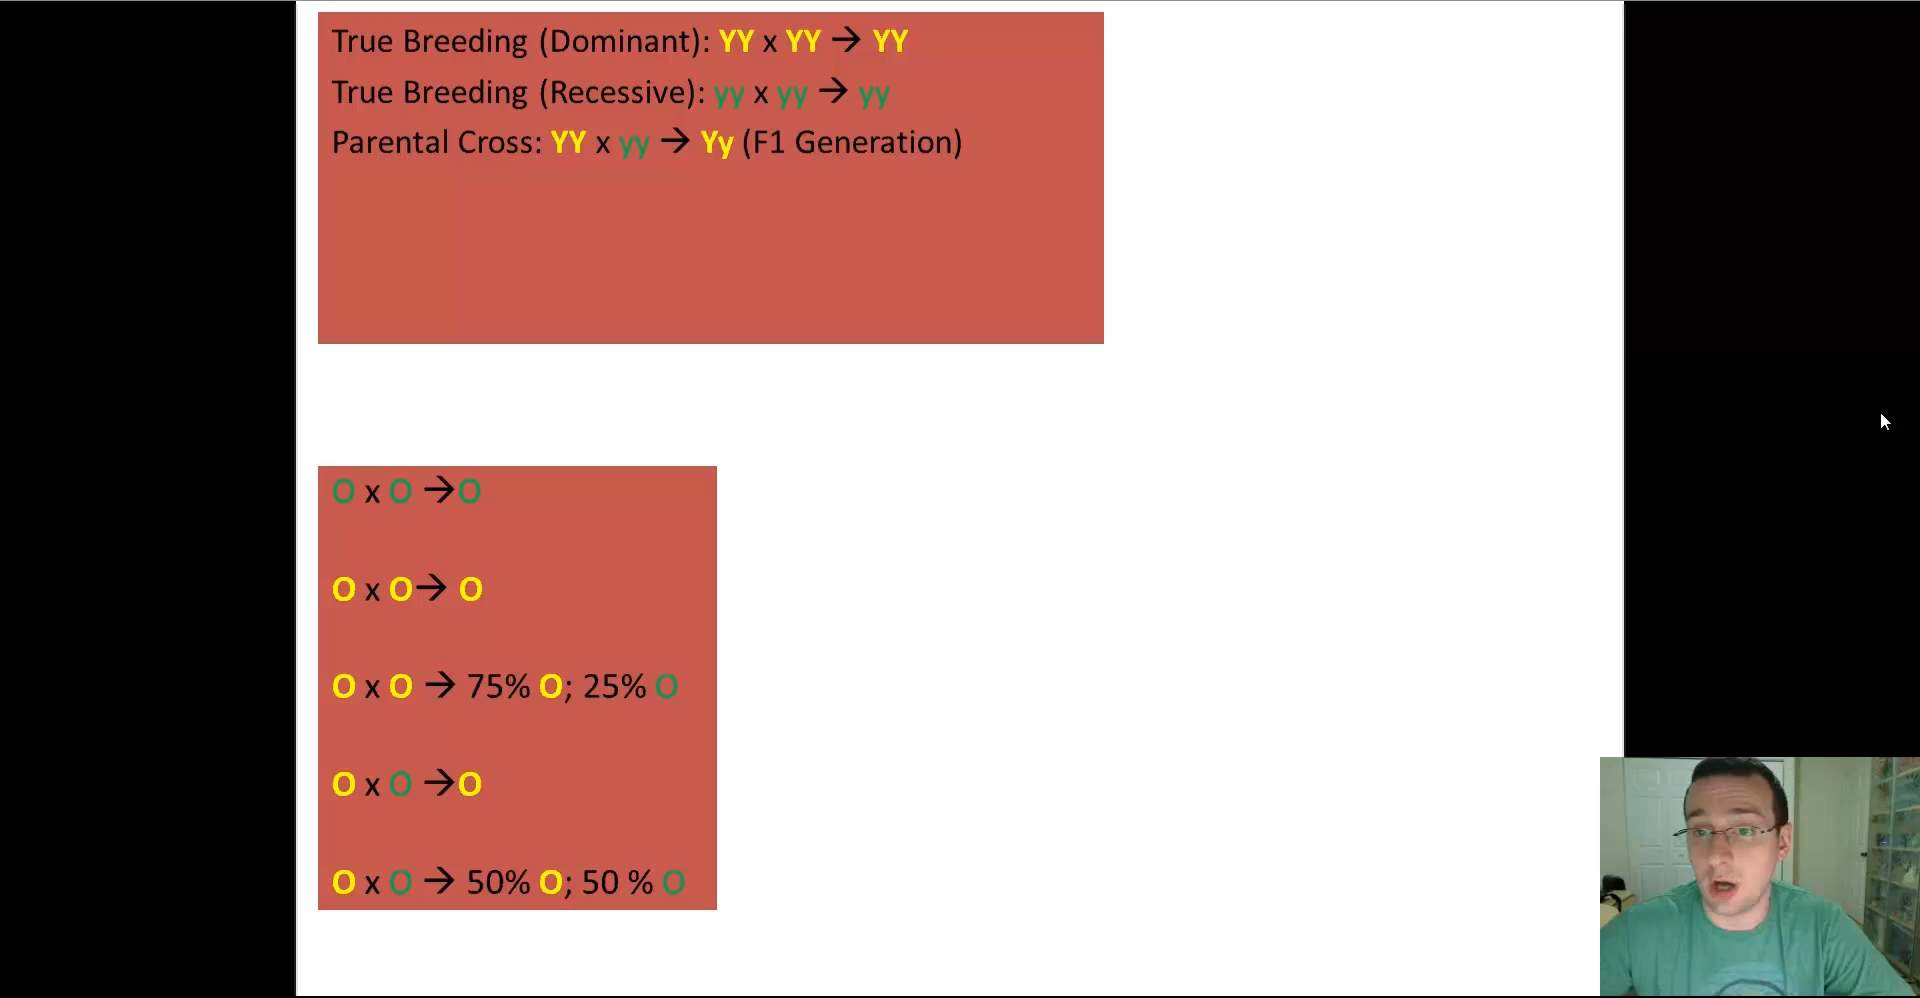 True Breeding (Dominant): YY x YY → YY
True Breeding (Recessive): yy x yy → yy
Parental Cross: YY x yy → Yy (F1 Generation)
O x O →O
O x O→ O
O x O → 75% O; 25% O
O x O →O
O x O → 50% O; 50 % O